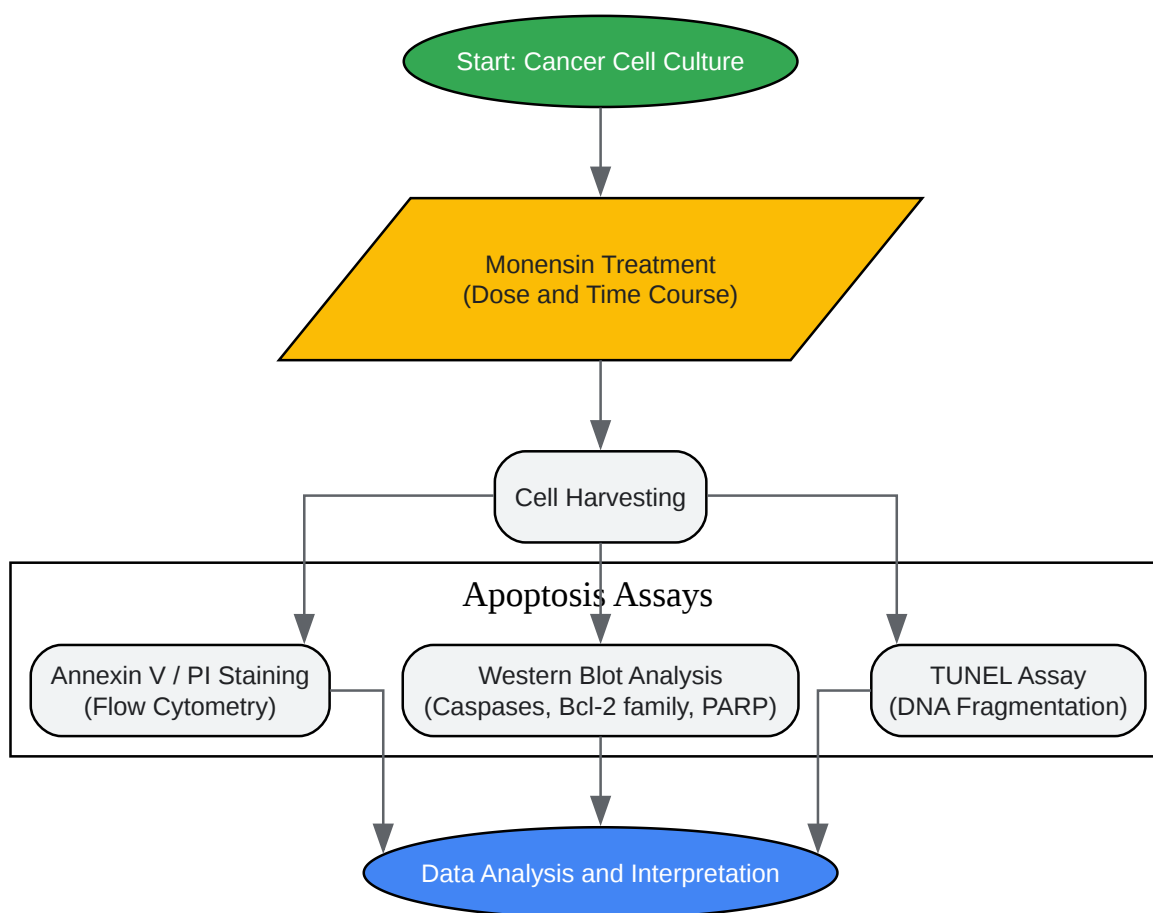 Start: Cancer Cell Culture
Monensin Treatment
(Dose and Time Course)
Cell Harvesting
Apoptosis Assays
Annexin V / PI Staining
(Flow Cytometry)
Western Blot Analysis
(Caspases, Bcl-2 family, PARP)
TUNEL Assay
(DNA Fragmentation)
Data Analysis and Interpretation